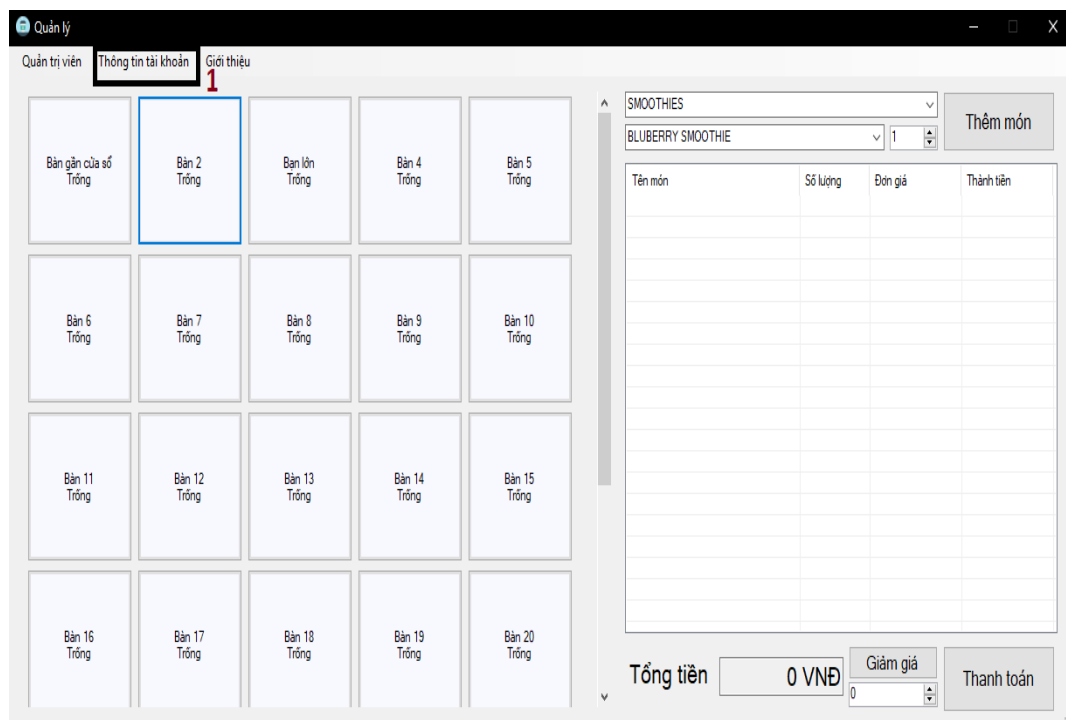 Quản lý
Quản trị viên Thông tin tài khoản Giới thiệu
1
Bàn gần cửa sổ
Trống
Bàn 2
Trống
Bạn lớn
Trống
Bàn 4
Trống
Bàn 5
Trống
Bàn 6
Trống
Bàn 7
Trống
Bàn 8
Trống
Bàn 9
Trống
Bàn 10
Trống
Bàn 11
Trống
Bàn 12
Trống
Bàn 13
Trống
Bàn 14
Trống
Bàn 15
Trống
Bàn 16
Trống
Bàn 17
Trống
Bàn 18
Trống
Bàn 19
Trống
Bàn 20
Trống
SMOOTHIES
BLUBERRY SMOOTHIE 1
Thêm món
Tên món Số lượng Đơn giá Thành tiền
Tổng tiền 0 VNĐ
Giảm giá
0
Thanh toán